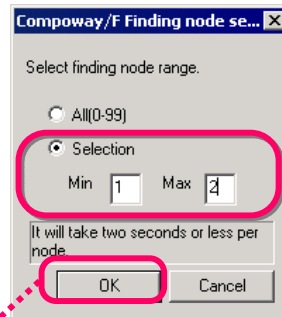 Compoway/F Finding node se...
Select finding node range.
All(0-99)
Selection
Min 1 Max 2
It will take two seconds or less per
node.
OK Cancel